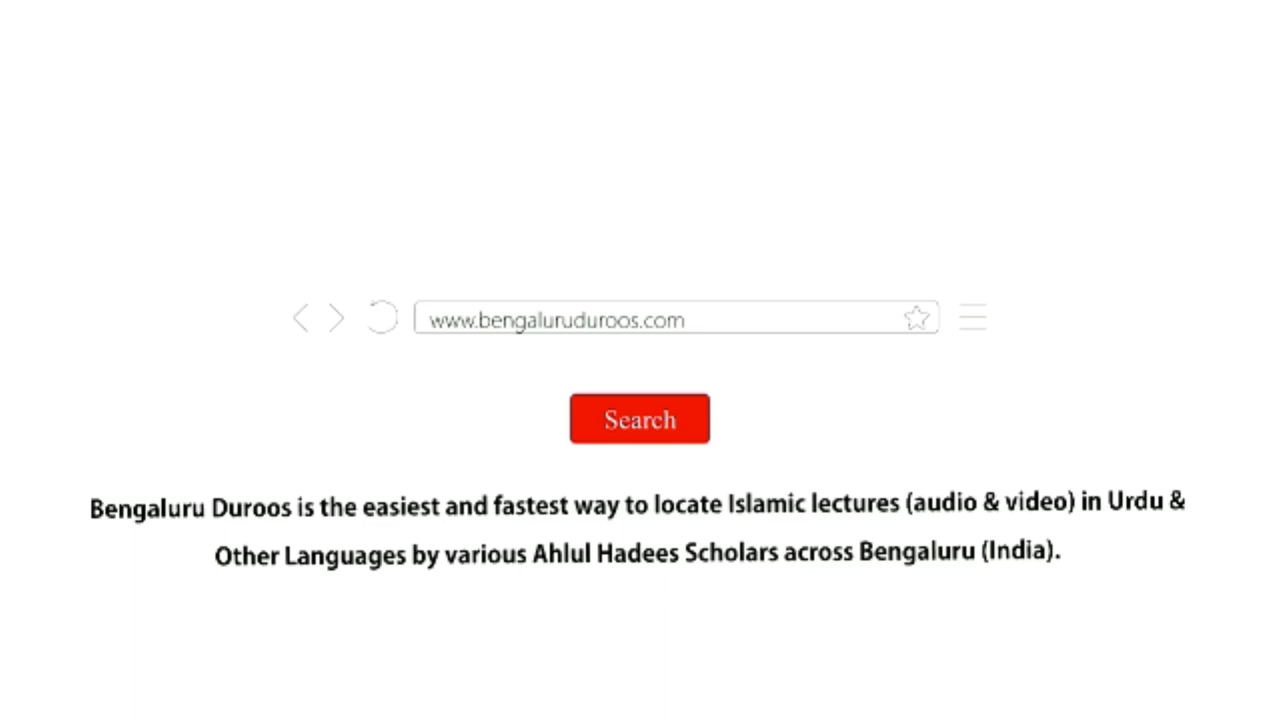 www.bengaluruduroos.com
Search
Bengaluru Duroos is the easiest and fastest way to locate Islamic lectures (audio & video) in Urdu &
Other Languages by various Ahlul Hadees Scholars across Bengaluru (India).